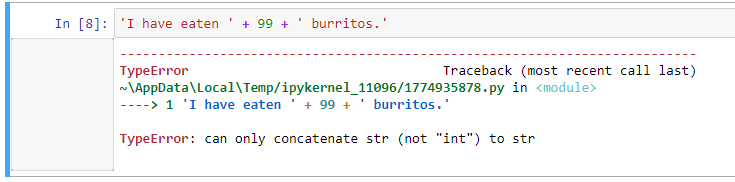 In [8]: 'I have eaten ' + 99 + ' burritos.'
---------------------------------------------------------------------------
TypeError                                 Traceback (most recent call last)
~\AppData\Local\Temp/ipykernel_11096/1774935878.py in <module>
----> 1 'I have eaten ' + 99 + ' burritos.'
TypeError: can only concatenate str (not "int") to str